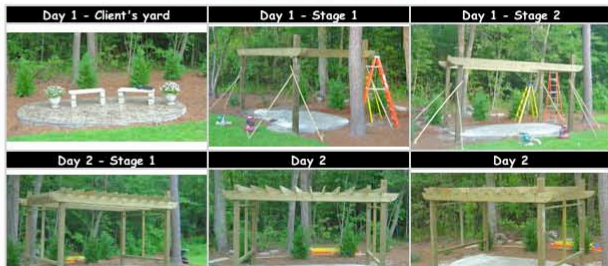 Day 1 - Client's yard
Day 1 - Stage 1
Day 1 - Stage 2
Day 2 - Stage 1
Day 2
Day 2